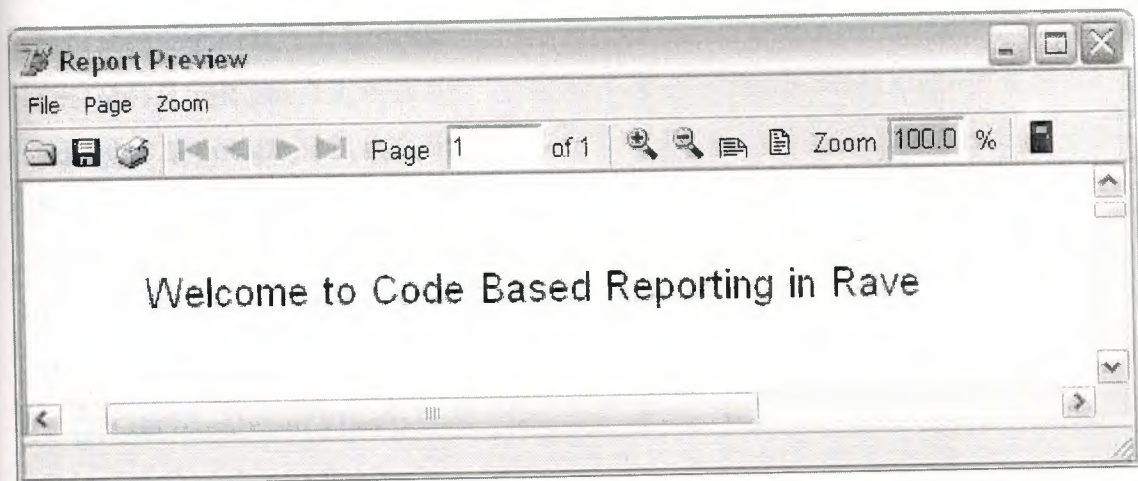 Report Preview
File Page Zoom
Page 1 of 1 Zoom 100.0 %
Welcome to Code Based Reporting in Rave